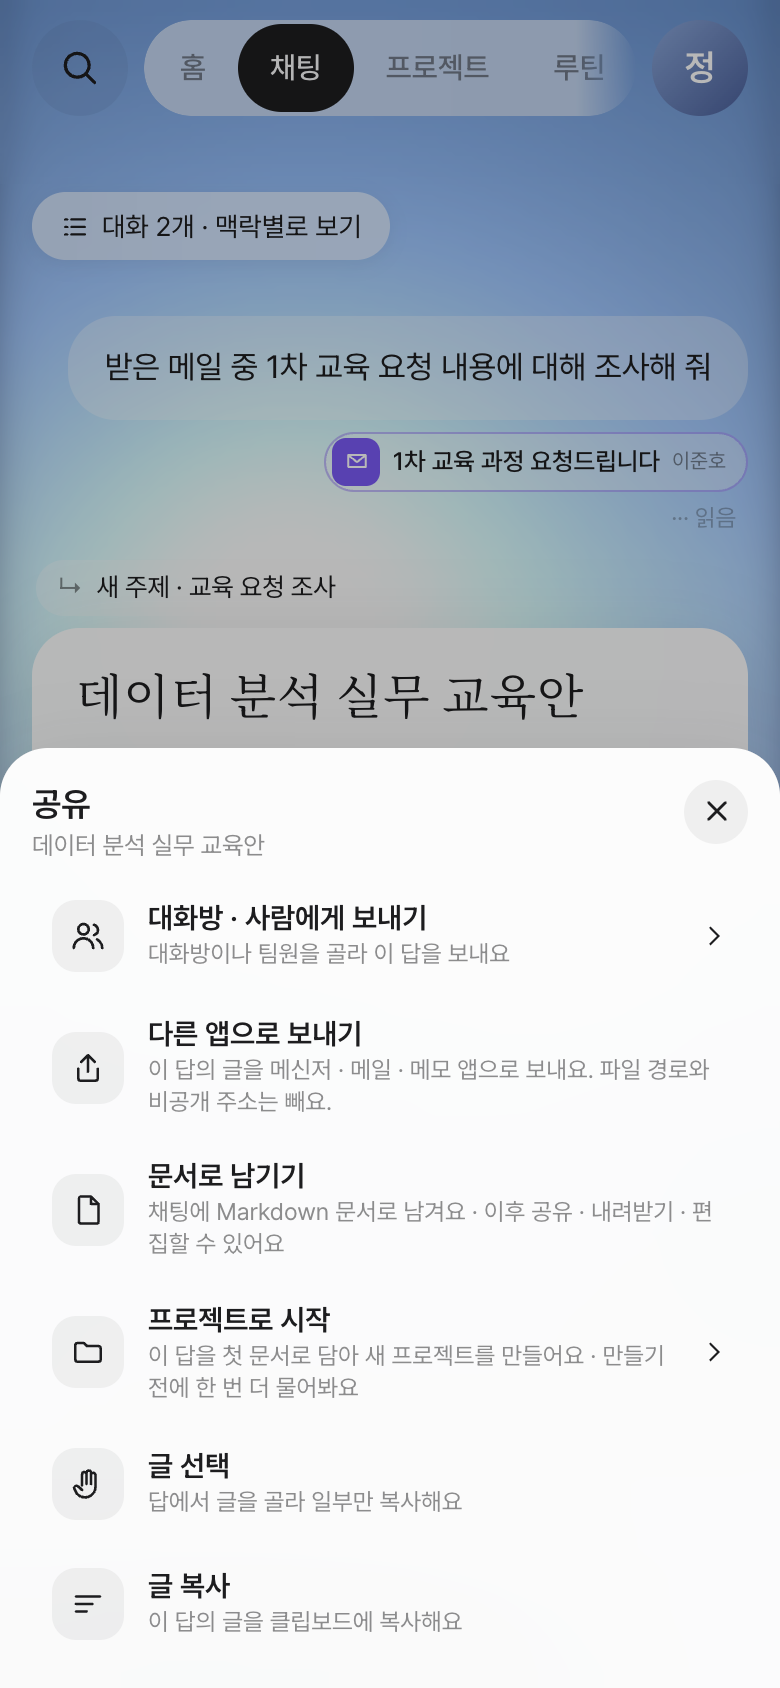 홈 채팅 프로젝트 루틴 정
대화 2개 · 맥락별로 보기
받은 메일 중 1차 교육 요청 내용에 대해 조사해 줘
1차 교육 과정 요청드립니다 이준호
··· 읽음
새 주제 · 교육 요청 조사
데이터 분석 실무 교육안
공유
데이터 분석 실무 교육안
대화방 · 사람에게 보내기
대화방이나 팀원을 골라 이 답을 보내요
다른 앱으로 보내기
이 답의 글을 메신저 · 메일 · 메모 앱으로 보내요. 파일 경로와
비공개 주소는 빼요.
문서로 남기기
채팅에 Markdown 문서로 남겨요 · 이후 공유 · 내려받기 · 편
집할 수 있어요
프로젝트로 시작
이 답을 첫 문서로 담아 새 프로젝트를 만들어요 · 만들기
전에 한 번 더 물어봐요
글 선택
답에서 글을 골라 일부만 복사해요
글 복사
이 답의 글을 클립보드에 복사해요